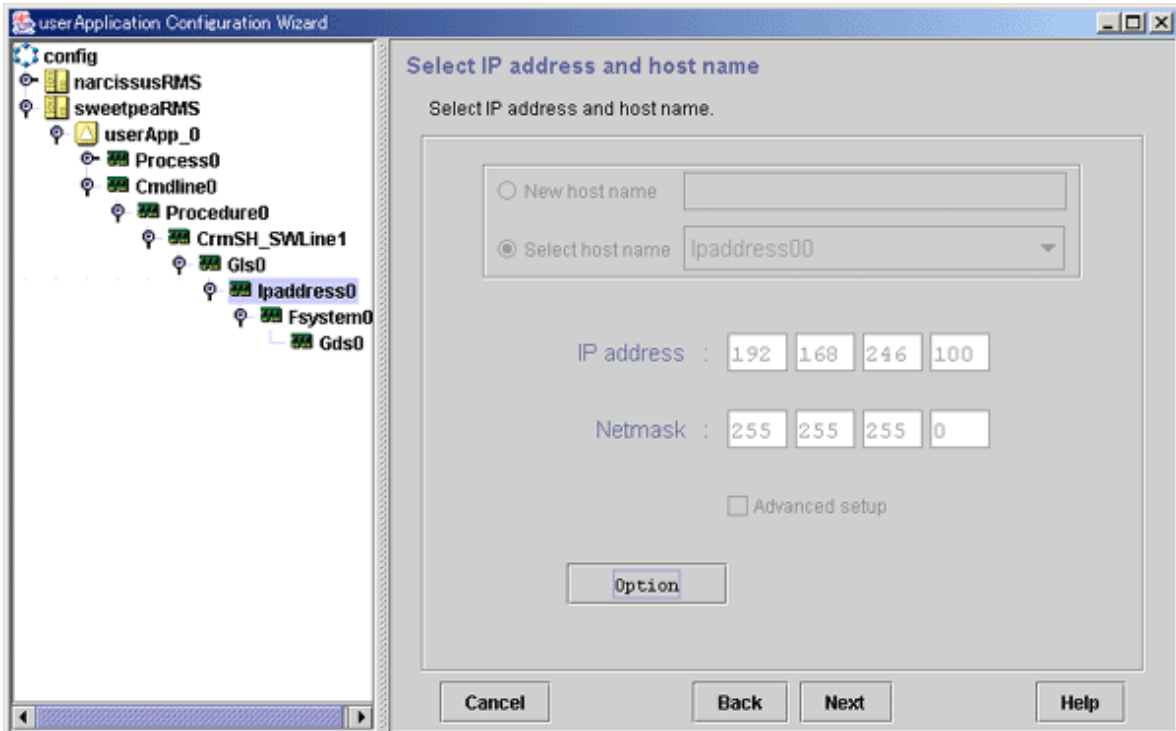 userApplication Configuration Wizard
config
narcissusRMS
sweetpeaRMS
userApp_0
Process0
Cmdline0
Procedure0
CrmSH_SWLine1
Gls0
Ipaddress0
Fsystem0
Gds0
Select IP address and host name
Select IP address and host name.
New host name
Select host name Ipaddress00
IP address : 192 168 246 100
Netmask : 255 255 255 0
Advanced setup
Option
Cancel Back Next Help